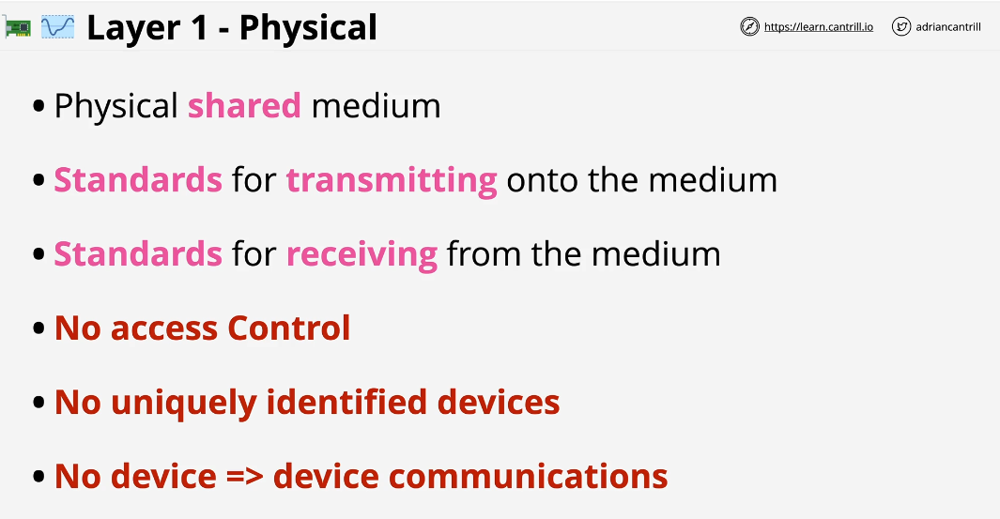 Layer 1 - Physical
https://learn.cantrill.io
adriancantrill
• Physical shared medium
• Standards for transmitting onto the medium
• Standards for receiving from the medium
• No access Control
• No uniquely identified devices
• No device => device communications